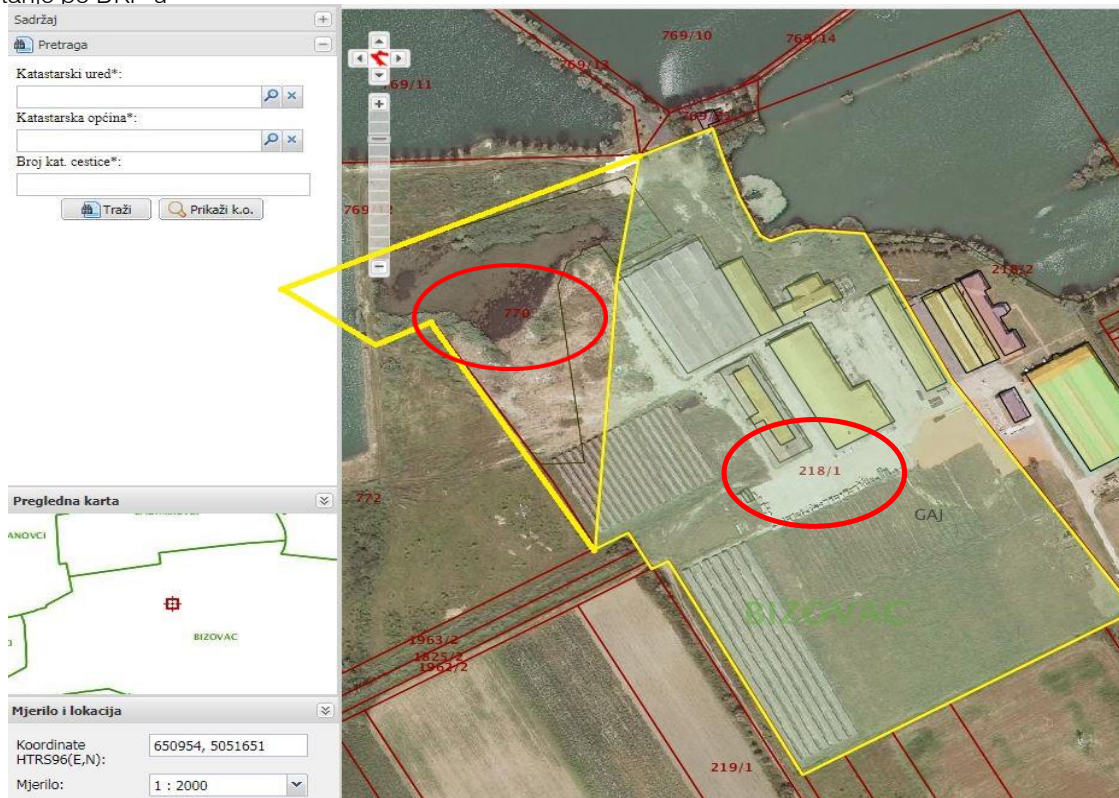 Sadržaj
Pretraga
Katastarski ured*:
Katastarska općina*:
Broj kat. cestice*:
Traži
Prikaži k.o.
Pregledna karta
ANOVCI
BIZOVAC
Mjerilo i lokacija
Koordinate
HTRS96(E,N):
650954, 5051651
Mjerilo:
1 : 2000
769/10
769/14
769/13
769/11
769/12
218/2
770
218/1
772
GAJ
BIZOVAC
1963/2
1825/2
1962/2
219/1